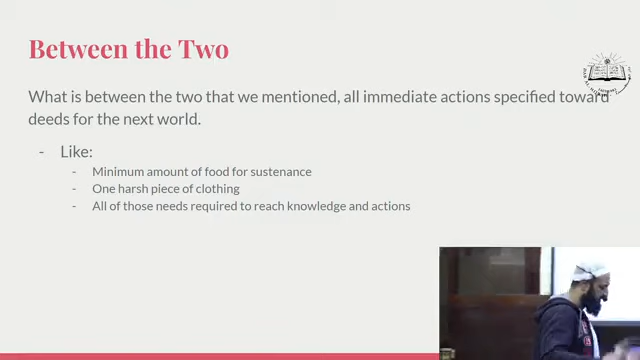 Between the Two
What is between the two that we mentioned, all immediate actions specified toward
deeds for the next world.
- Like:
- Minimum amount of food for sustenance
- One harsh piece of clothing
- All of those needs required to reach knowledge and actions